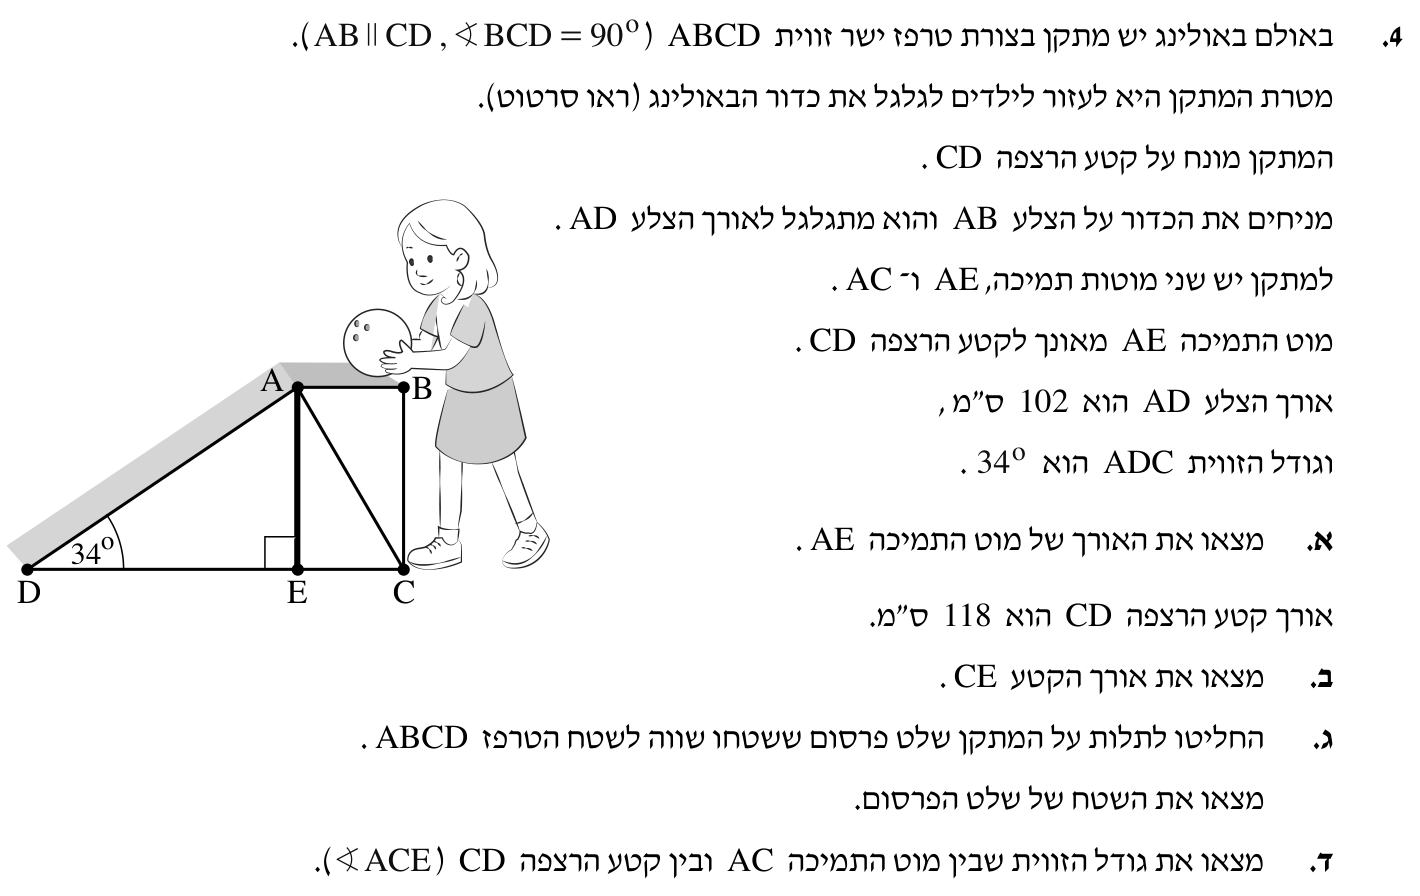 4. באולם באולינג יש מתקן בצורת טרפז ישר זווית ABCD (AB || CD , ∢BCD = 90°).
מטרת המתקן היא לעזור לילדים לגלגל את כדור הבאולינג (ראו סרטוט).
המתקן מונח על קטע הרצפה CD .
מניחים את הכדור על הצלע AB והוא מתגלגל לאורך הצלע AD .
למתקן יש שני מוטות תמיכה, AE ו־ AC .
מוט התמיכה AE מאונך לקטע הרצפה CD .
אורך הצלע AD הוא 102 ס״מ ,
וגודל הזווית ADC הוא 34° .
א. מצאו את האורך של מוט התמיכה AE .
אורך קטע הרצפה CD הוא 118 ס״מ.
ב. מצאו את אורך הקטע CE .
ג. החליטו לתלות על המתקן שלט פרסום ששטחו שווה לשטח הטרפז ABCD .
מצאו את השטח של שלט הפרסום.
ד. מצאו את גודל הזווית שבין מוט התמיכה AC ובין קטע הרצפה CD (∢ACE).
A B
34°
D E C